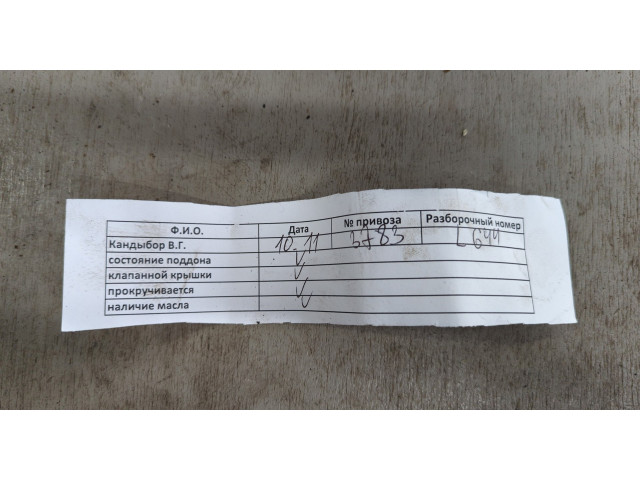 Ф.И.О. Дата № привоза Разборочный номер
Кандыбор В.Г. 10.11 3783 L644
состояние поддона
клапанной крышки
прокручивается
наличие масла